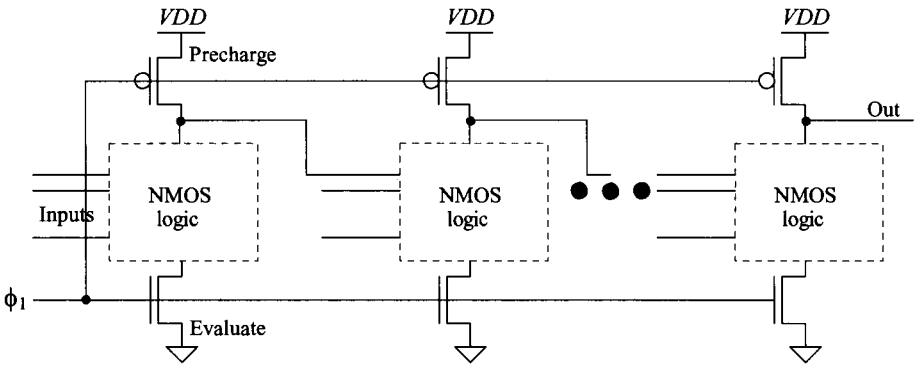 VDD
VDD
VDD
Precharge
Out
NMOS
logic
NMOS
logic
NMOS
logic
Inputs
ϕ₁
Evaluate